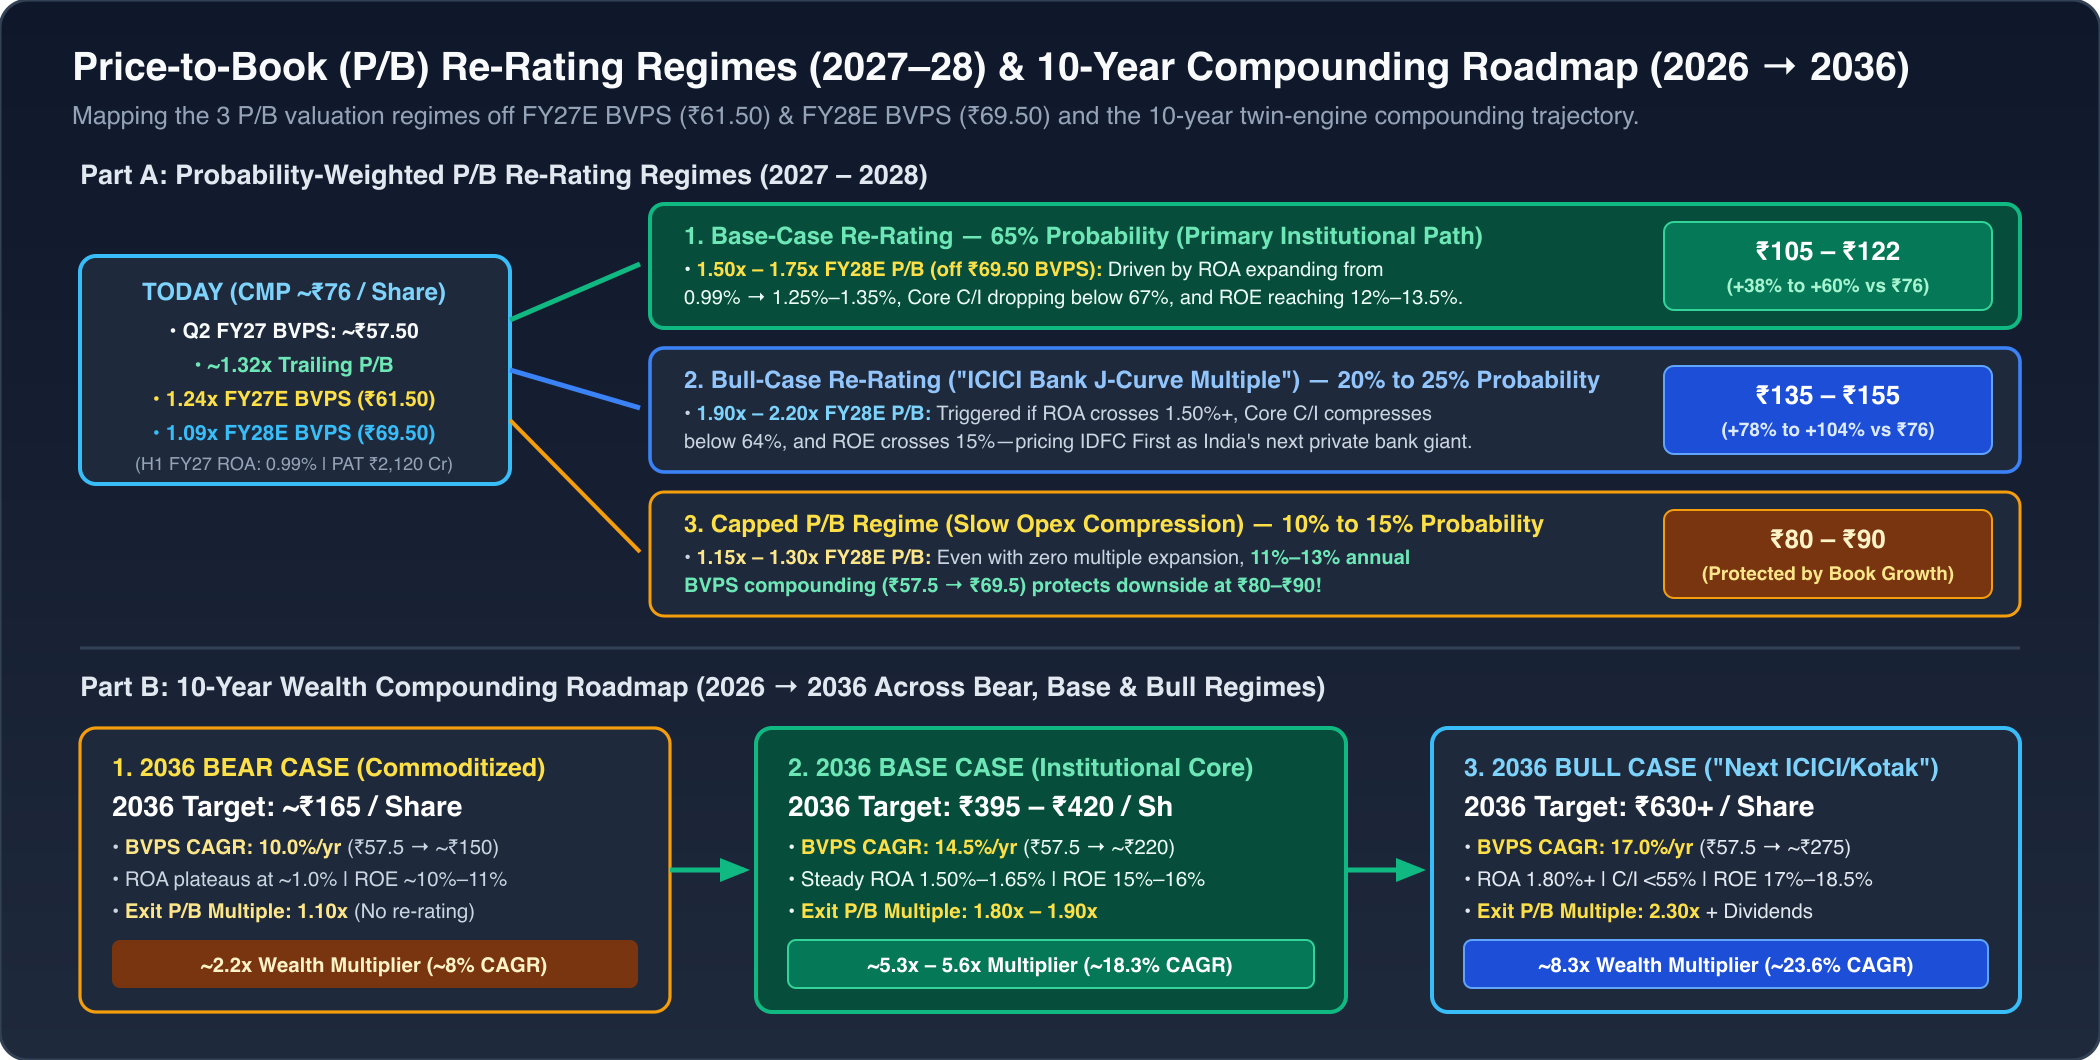 Price-to-Book (P/B) Re-Rating Regimes (2027–28) & 10-Year Compounding Roadmap (2026 → 2036)
Mapping the 3 P/B valuation regimes off FY27E BVPS (₹61.50) & FY28E BVPS (₹69.50) and the 10-year twin-engine compounding trajectory.
Part A: Probability-Weighted P/B Re-Rating Regimes (2027 – 2028)
TODAY (CMP ~₹76 / Share)
• Q2 FY27 BVPS: ~₹57.50
• ~1.32x Trailing P/B
• 1.24x FY27E BVPS (₹61.50)
• 1.09x FY28E BVPS (₹69.50)
(H1 FY27 ROA: 0.99% | PAT ₹2,120 Cr)
1. Base-Case Re-Rating — 65% Probability (Primary Institutional Path)
• 1.50x – 1.75x FY28E P/B (off ₹69.50 BVPS): Driven by ROA expanding from
0.99% → 1.25%–1.35%, Core C/I dropping below 67%, and ROE reaching 12%–13.5%.
₹105 – ₹122
(+38% to +60% vs ₹76)
2. Bull-Case Re-Rating ("ICICI Bank J-Curve Multiple") — 20% to 25% Probability
• 1.90x – 2.20x FY28E P/B: Triggered if ROA crosses 1.50%+, Core C/I compresses
below 64%, and ROE crosses 15%—pricing IDFC First as India's next private bank giant.
₹135 – ₹155
(+78% to +104% vs ₹76)
3. Capped P/B Regime (Slow Opex Compression) — 10% to 15% Probability
• 1.15x – 1.30x FY28E P/B: Even with zero multiple expansion, 11%–13% annual
BVPS compounding (₹57.5 → ₹69.5) protects downside at ₹80–₹90!
₹80 – ₹90
(Protected by Book Growth)
Part B: 10-Year Wealth Compounding Roadmap (2026 → 2036 Across Bear, Base & Bull Regimes)
1. 2036 BEAR CASE (Commoditized)
2036 Target: ~₹165 / Share
• BVPS CAGR: 10.0%/yr (₹57.5 → ~₹150)
• ROA plateaus at ~1.0% | ROE ~10%–11%
• Exit P/B Multiple: 1.10x (No re-rating)
~2.2x Wealth Multiplier (~8% CAGR)
2. 2036 BASE CASE (Institutional Core)
2036 Target: ₹395 – ₹420 / Sh
• BVPS CAGR: 14.5%/yr (₹57.5 → ~₹220)
• Steady ROA 1.50%–1.65% | ROE 15%–16%
• Exit P/B Multiple: 1.80x – 1.90x
~5.3x – 5.6x Multiplier (~18.3% CAGR)
3. 2036 BULL CASE ("Next ICICI/Kotak")
2036 Target: ₹630+ / Share
• BVPS CAGR: 17.0%/yr (₹57.5 → ~₹275)
• ROA 1.80%+ | C/I <55% | ROE 17%–18.5%
• Exit P/B Multiple: 2.30x + Dividends
~8.3x Wealth Multiplier (~23.6% CAGR)